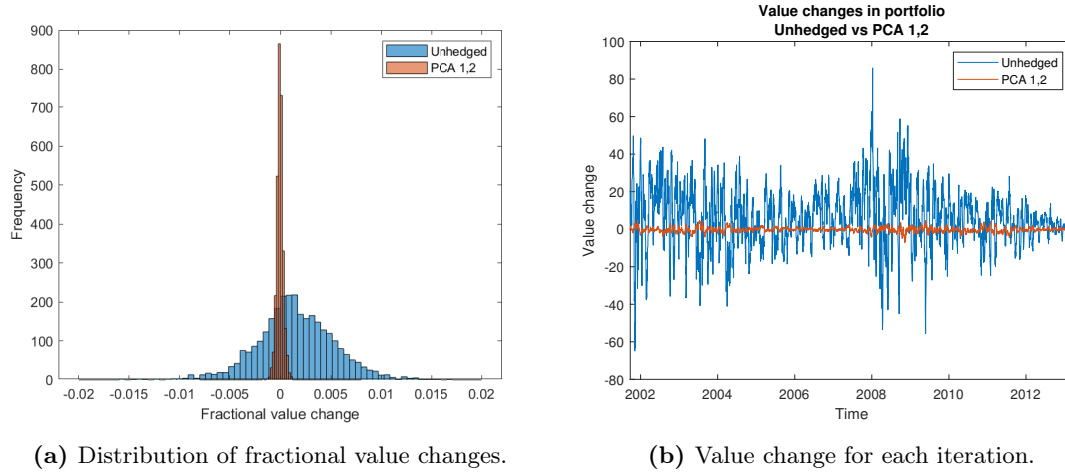 900
800
700
600
500
400
300
200
100
0
Frequency
-0.02 -0.015 -0.01 -0.005 0 0.005 0.01 0.015 0.02
Fractional value change
Unhedged
PCA 1,2
(a) Distribution of fractional value changes.
Value changes in portfolio
Unhedged vs PCA 1,2
100
80
60
40
20
0
-20
-40
-60
-80
Value change
2002 2004 2006 2008 2010 2012
Time
Unhedged
PCA 1,2
(b) Value change for each iteration.